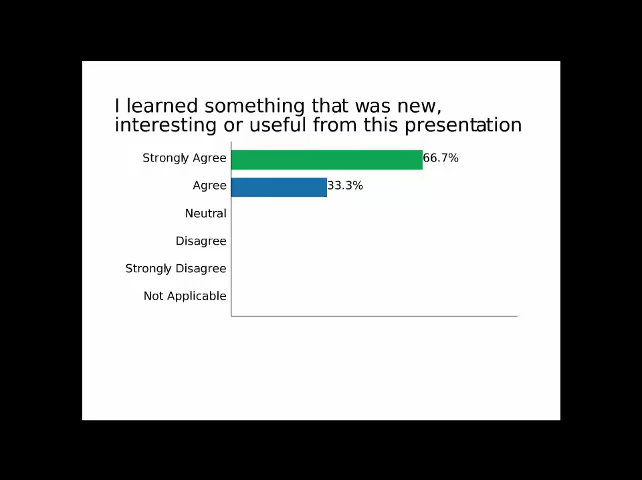 I learned something that was new,
interesting or useful from this presentation
Strongly Agree 66.7%
Agree 33.3%
Neutral
Disagree
Strongly Disagree
Not Applicable